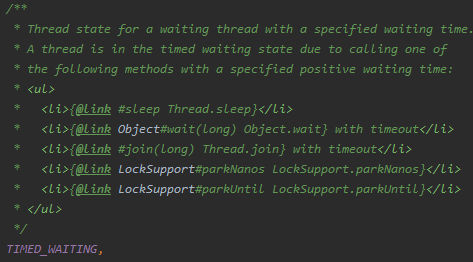 /**
 * Thread state for a waiting thread with a specified waiting time.
 * A thread is in the timed waiting state due to calling one of
 * the following methods with a specified positive waiting time:
 * <ul>
 *   <li>{@link #sleep Thread.sleep}</li>
 *   <li>{@link Object#wait(long) Object.wait} with timeout</li>
 *   <li>{@link #join(long) Thread.join} with timeout</li>
 *   <li>{@link LockSupport#parkNanos LockSupport.parkNanos}</li>
 *   <li>{@link LockSupport#parkUntil LockSupport.parkUntil}</li>
 * </ul>
 */
TIMED_WAITING,